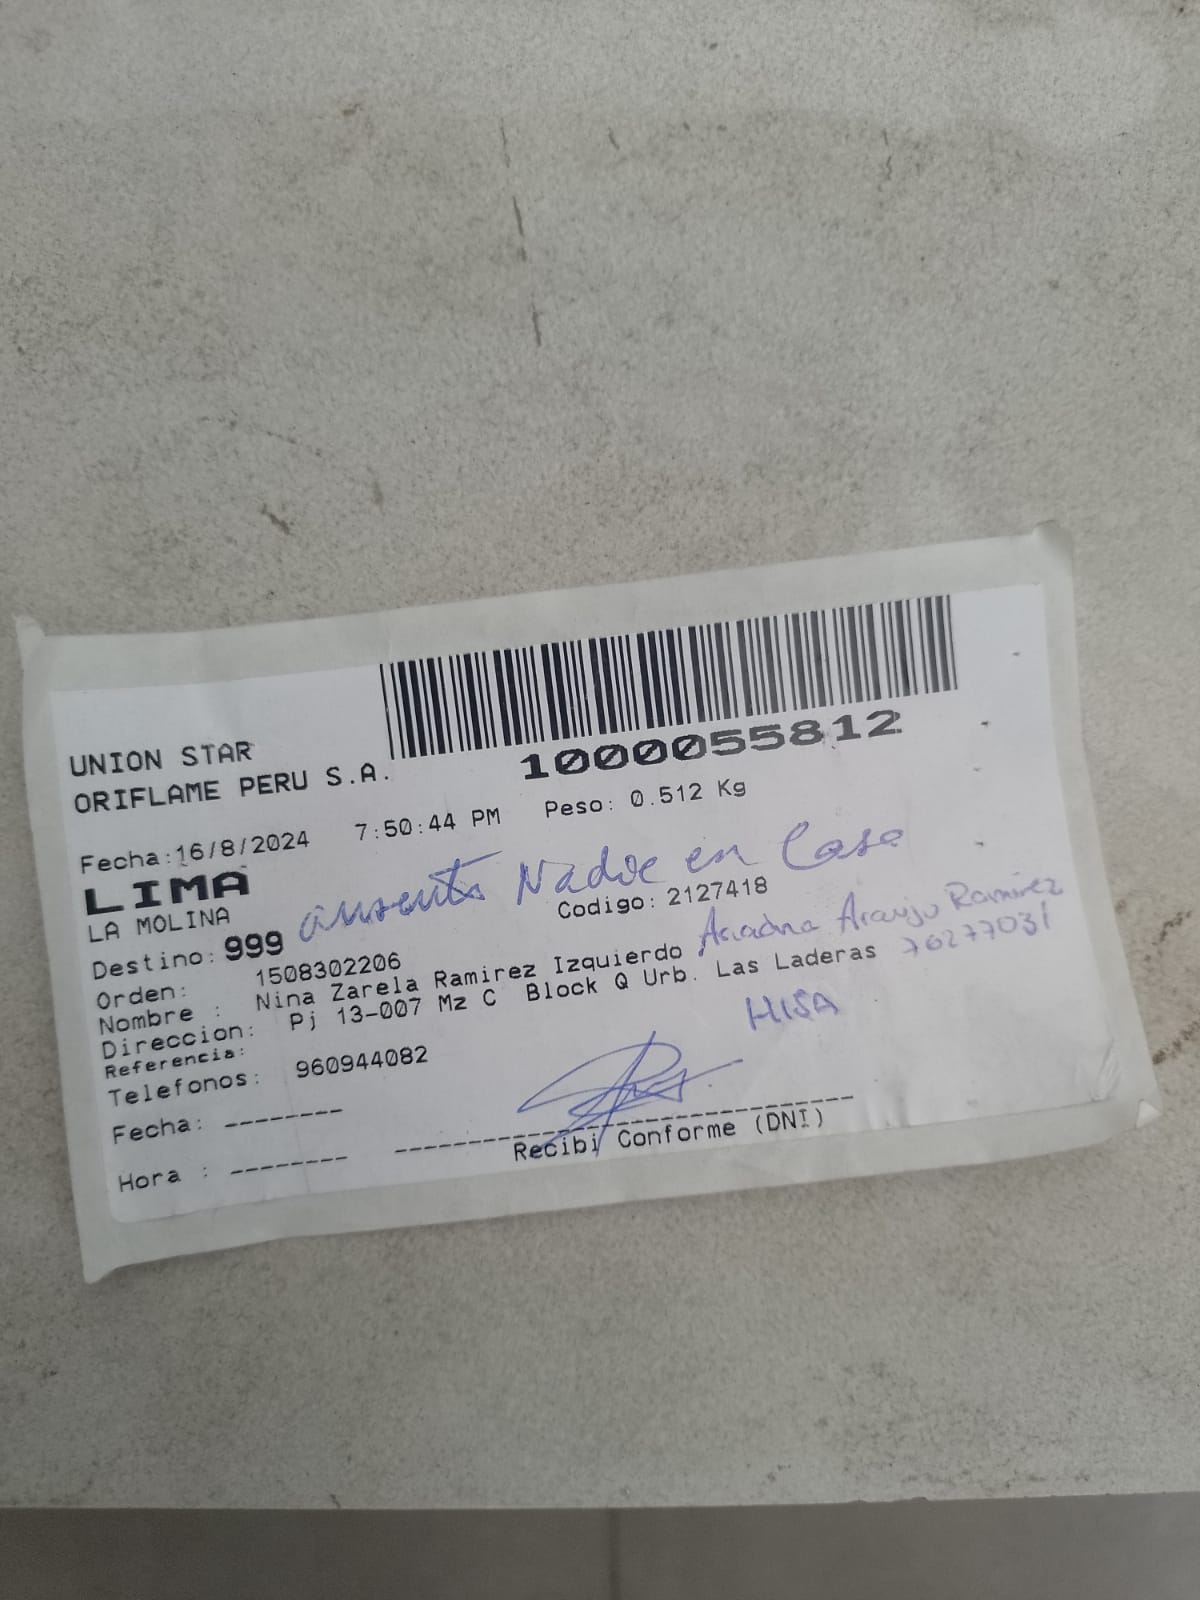 1000055812
UNION STAR
ORIFLAME PERU S.A.
Fecha:16/8/2024 7:50:44 PM Peso: 0.512 Kg
LIMA
LA MOLINA
ausente Nadie en Casa
Destino: 999 Codigo: 2127418
Orden: 1508302206
Nombre : Nina Zarela Ramirez Izquierdo
Ariadna Araujo Ramirez
76277031
Direccion: Pj 13-007 Mz C Block Q Urb. Las Laderas
HIJA
Referencia:
Telefonos: 960944082
Fecha: --------
Hora : --------
Recibi Conforme (DNI)